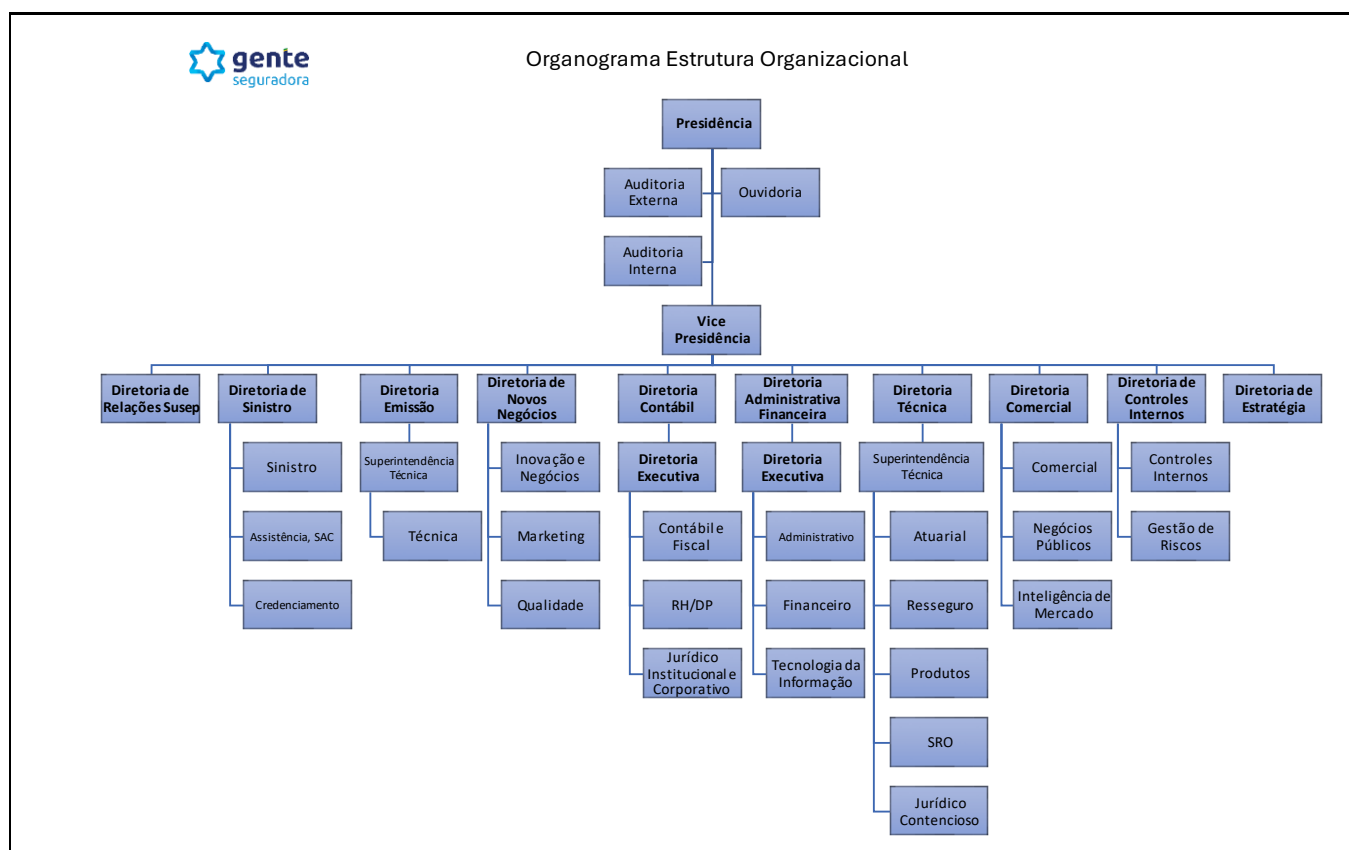 gente
seguradora
Organograma Estrutura Organizacional
Presidência
Auditoria
Externa
Ouvidoria
Auditoria
Interna
Vice
Presidência
Diretoria de
Relações Susep
Diretoria de
Sinistro
Diretoria
Emissão
Diretoria de
Novos
Negócios
Diretoria
Contábil
Diretoria
Administrativa
Financeira
Diretoria
Técnica
Diretoria
Comercial
Diretoria de
Controles
Internos
Diretoria de
Estratégia
Sinistro
Assistência, SAC
Credenciamento
Superintendência
Técnica
Técnica
Inovação e
Negócios
Marketing
Qualidade
Diretoria
Executiva
Contábil e
Fiscal
RH/DP
Jurídico
Institucional e
Corporativo
Diretoria
Executiva
Administrativo
Financeiro
Tecnologia da
Informação
Superintendência
Técnica
Atuarial
Resseguro
Produtos
SRO
Jurídico
Contencioso
Comercial
Negócios
Públicos
Inteligência de
Mercado
Controles
Internos
Gestão de
Riscos